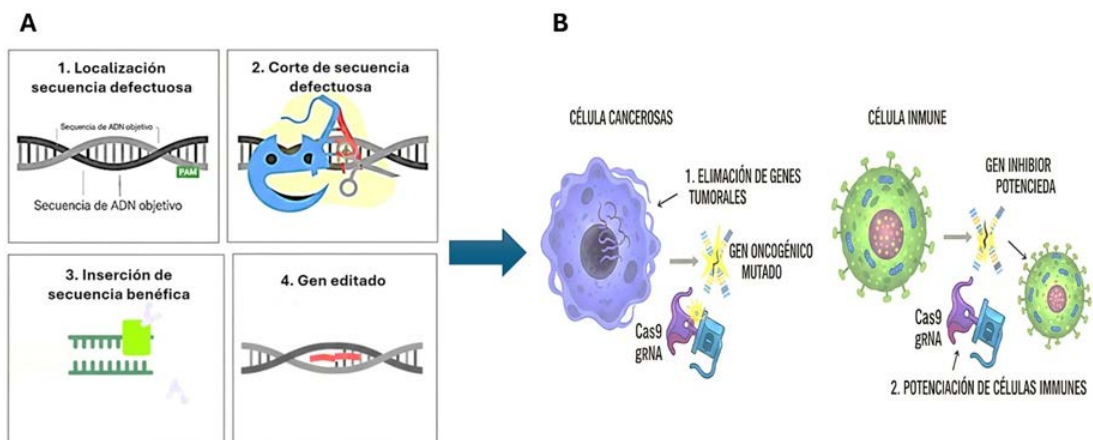 A
1. Localización
secuencia defectuosa
Secuencia de ADN objetivo
PAM
Secuencia de ADN objetivo
2. Corte de secuencia
defectuosa
3. Inserción de
secuencia benéfica
4. Gen editado
B
CÉLULA CANCEROSAS
1. ELIMACIÓN DE GENES
TUMORALES
GEN ONCOGÉNICO
MUTADO
Cas9
gRNA
CÉLULA INMUNE
GEN INHIBIOR
POTENCIEDA
Cas9
gRNA
2. POTENCIACIÓN DE CÉLULAS IMMUNES